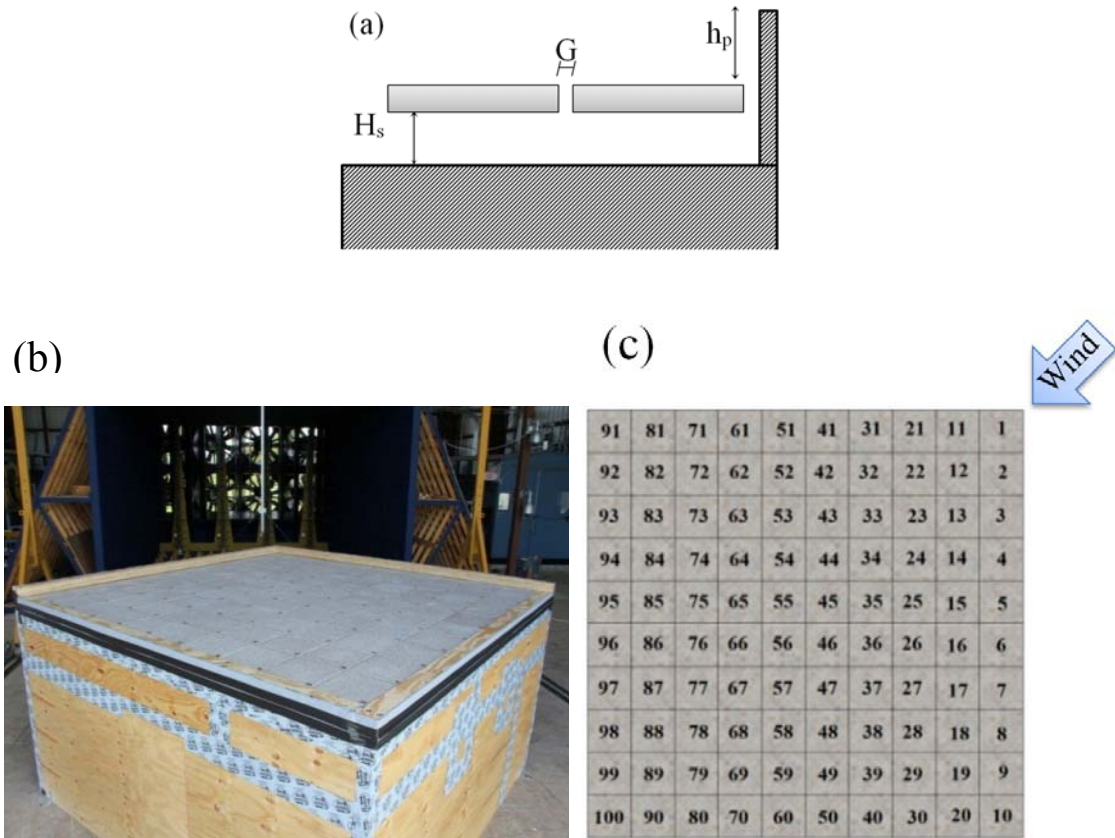 (a)
G
hp
Hs
(b)
(c)
Wind
91 81 71 61 51 41 31 21 11 1
92 82 72 62 52 42 32 22 12 2
93 83 73 63 53 43 33 23 13 3
94 84 74 64 54 44 34 24 14 4
95 85 75 65 55 45 35 25 15 5
96 86 76 66 56 46 36 26 16 6
97 87 77 67 57 47 37 27 17 7
98 88 78 68 58 48 38 28 18 8
99 89 79 69 59 49 39 29 19 9
100 90 80 70 60 50 40 30 20 10